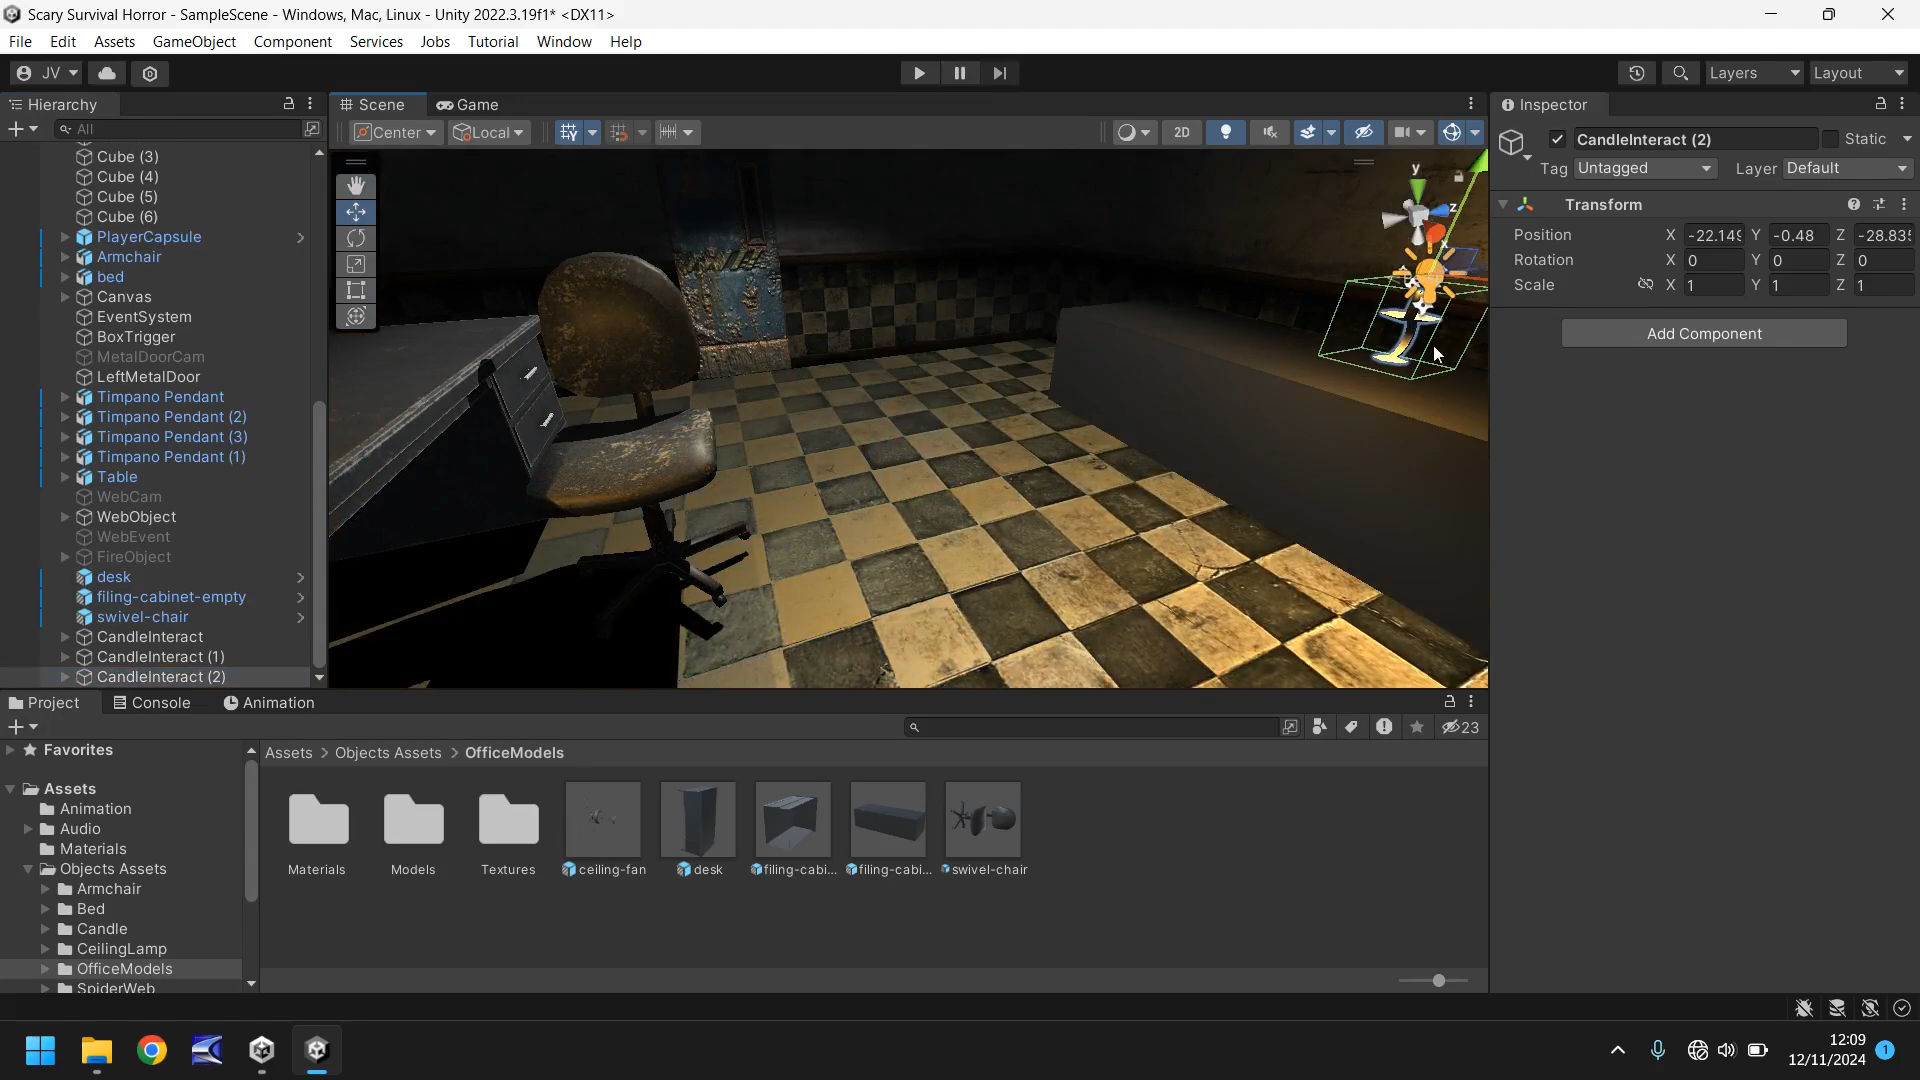 Scary Survival Horror - SampleScene - Windows, Mac, Linux - Unity 2022.3.19f1* <DX11>
File Edit Assets GameObject Component Services Jobs Tutorial Window Help
JV Layers Layout
Hierarchy
All
Cube (3)
Cube (4)
Cube (5)
Cube (6)
PlayerCapsule
Armchair
bed
Canvas
EventSystem
BoxTrigger
MetalDoorCam
LeftMetalDoor
Timpano Pendant
Timpano Pendant (2)
Timpano Pendant (3)
Timpano Pendant (1)
Table
WebCam
WebObject
WebEvent
FireObject
desk
filing-cabinet-empty
swivel-chair
CandleInteract
CandleInteract (1)
CandleInteract (2)
Scene Game
Center Local 2D
y
z
x
Inspector
CandleInteract (2) Static
Tag Untagged Layer Default
Transform
Position X -22.149 Y -0.48 Z -28.835
Rotation X 0 Y 0 Z 0
Scale X 1 Y 1 Z 1
Add Component
Project Console Animation
23
Favorites
Assets
Animation
Audio
Materials
Objects Assets
Armchair
Bed
Candle
CeilingLamp
OfficeModels
SpiderWeb
Assets > Objects Assets > OfficeModels
Materials Models Textures ceiling-fan desk filing-cabi... filing-cabi... swivel-chair
12:09
12/11/2024 1